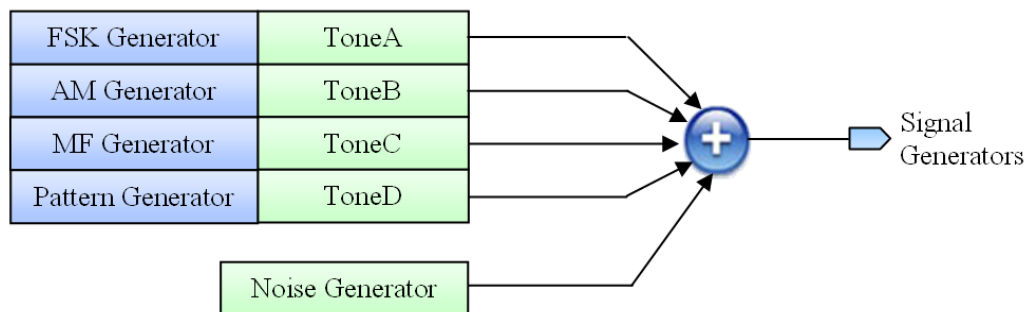 FSK Generator ToneA
AM Generator ToneB
MF Generator ToneC
Pattern Generator ToneD
Noise Generator
Signal
Generators